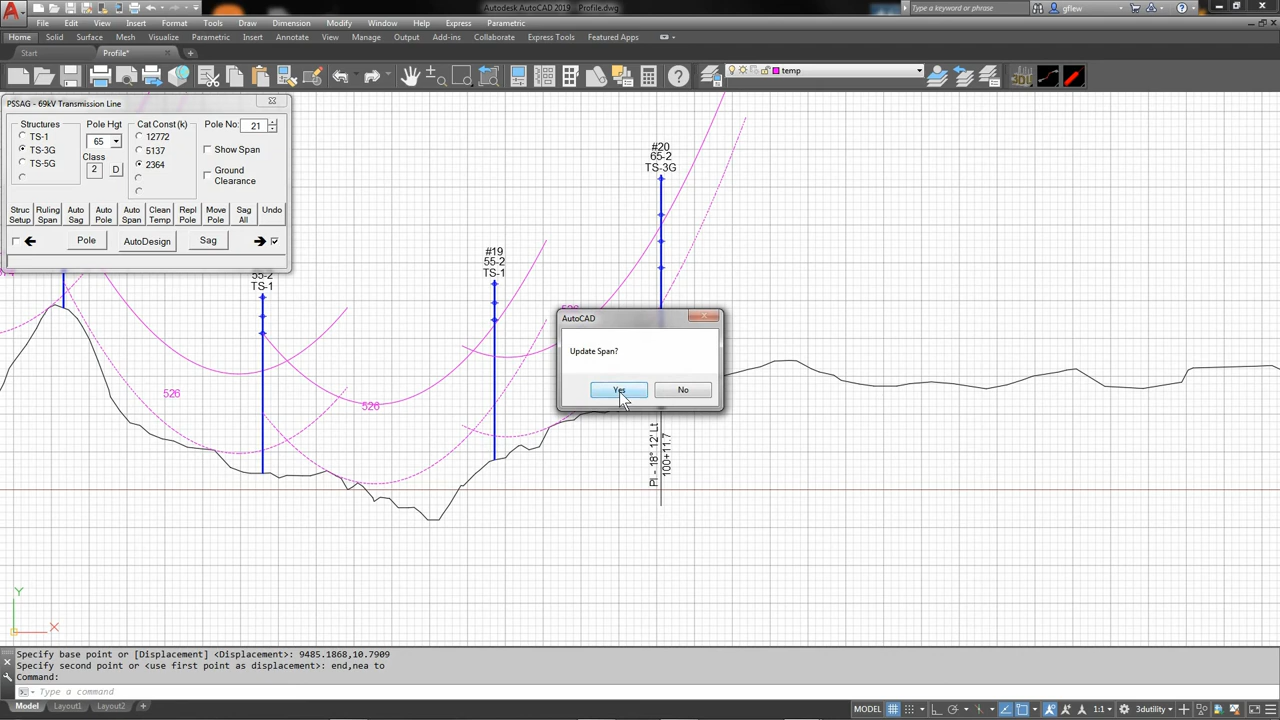 Autodesk AutoCAD 2019 - Profile.dwg
Type a keyword or phrase
gflew
File
Edit
View
Insert
Format
Tools
Draw
Dimension
Modify
Window
Help
Express
Parametric
Home
Solid
Surface
Mesh
Visualize
Parametric
Insert
Annotate
View
Manage
Output
Add-ins
Collaborate
Express Tools
Featured Apps
Start
Profile*
temp
PSSAG - 69kV Transmission Line
Structures
TS-1
TS-3G
TS-5G
Pole Hgt
65
Class
2
D
Cat Const (k)
12772
5137
2364
Pole No: 21
Show Span
Ground
Clearance
Struc
Setup
Ruling
Span
Auto
Sag
Auto
Pole
Auto
Span
Clean
Temp
Repl
Pole
Move
Pole
Sag
All
Undo
Pole
AutoDesign
Sag
55-2
TS-1
#19
55-2
TS-1
#20
65-2
TS-3G
526
526
526
PI - 18° 12' Lt
100+11.7
AutoCAD
Update Span?
Yes
No
Y
X
Specify base point or [Displacement] <Displacement>: 9485.1868,10.7909
Specify second point or <use first point as displacement>: end,nea to
Command:
Type a command
Model
Layout1
Layout2
MODEL
1:1
3dutility